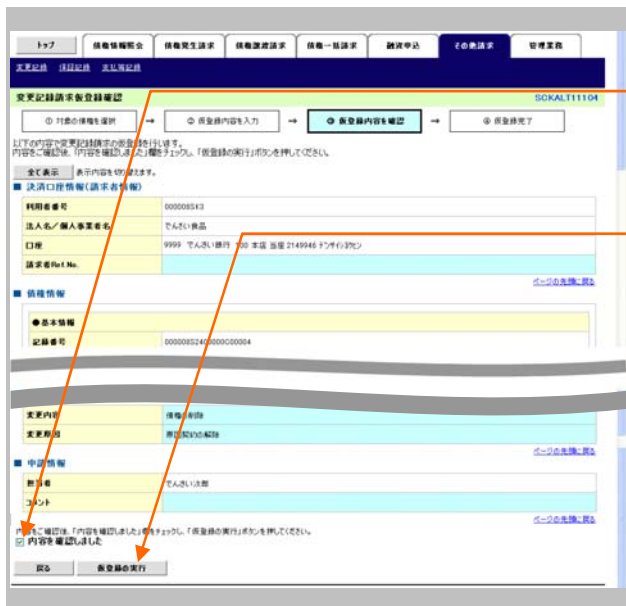 トップ
債権情報照会
債権発生請求
債権譲渡請求
債権一括請求
融資申込
その他請求
管理業務
変更記録 保証記録 支払等記録
変更記録請求仮登録確認
SCKALT11104
① 対象の債権を選択 → ② 仮登録内容を入力 → ③ 仮登録内容を確認 → ④ 仮登録完了
以下の内容で変更記録請求の仮登録を行います。
内容をご確認後、「内容を確認しました」欄をチェックし、「仮登録の実行」ボタンを押してください。
全て表示 表示内容を切り替えます。
■ 決済口座情報(請求者情報)
利用者番号
法人名/個人事業者名 でんさい食品
口座 9999 でんさい銀行 100 本店 当座 2149946
請求者Ref.No.
ページの先頭に戻る
■ 債権情報
●基本情報
記録番号
変更内容 債権の削除
変更原因 原因契約の解除
ページの先頭に戻る
■ 申請情報
担当者 でんさい次郎
コメント
ページの先頭に戻る
内容をご確認後、「内容を確認しました」欄をチェックし、「仮登録の実行」ボタンを押してください。
内容を確認しました
戻る 仮登録の実行